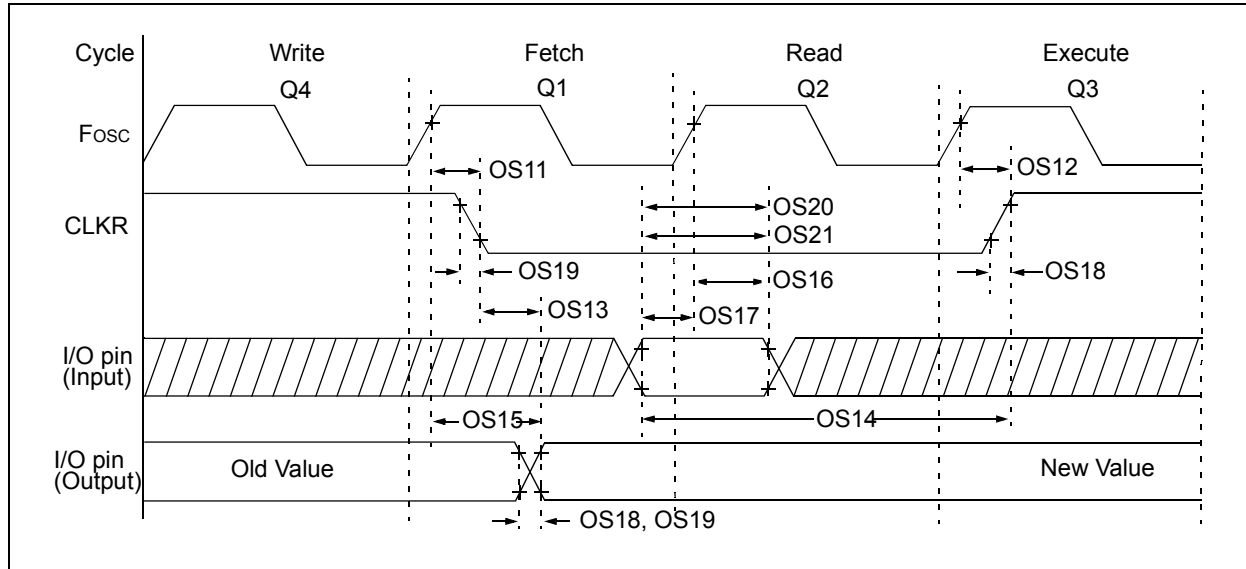 Cycle Write Fetch Read Execute
Q4 Q1 Q2 Q3
Fosc
OS11 OS12
CLKR
OS20
OS21
OS19 OS16 OS18
OS13 OS17
I/O pin
(Input)
OS15 OS14
I/O pin
(Output)
Old Value New Value
OS18, OS19